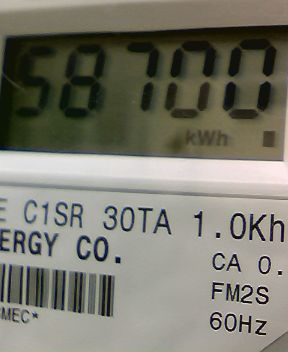 58700
kWh
E C1SR 30TA 1.0Kh
ERGY CO.
CA 0.
FM2S
MEC*
60Hz